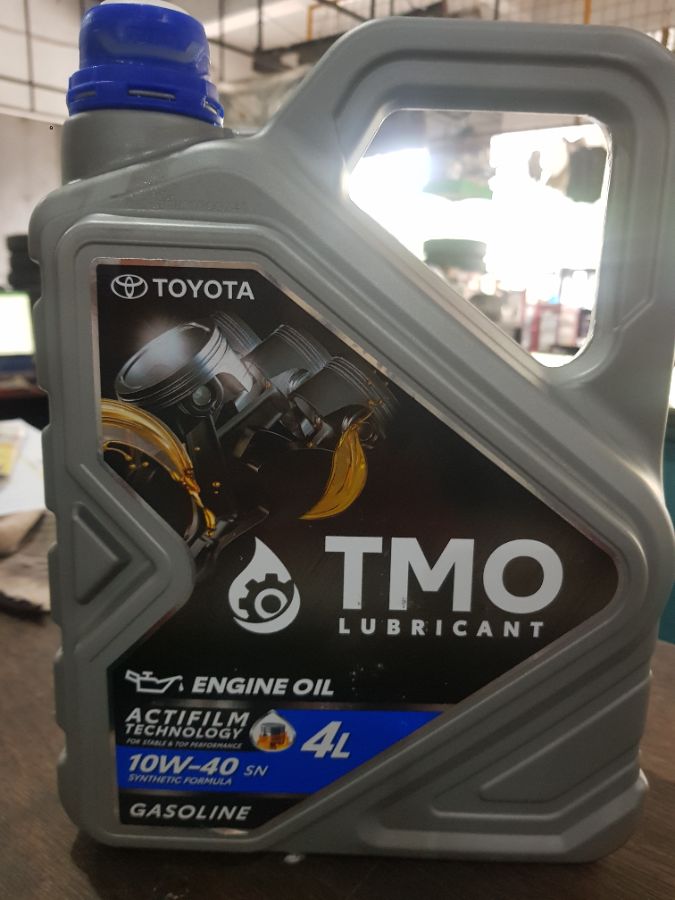 TOYOTA
TMO
LUBRICANT
ENGINE OIL
ACTIFILM
TECHNOLOGY
FOR STABLE & TOP PERFORMANCE
4L
10W-40 SN
SYNTHETIC FORMULA
GASOLINE